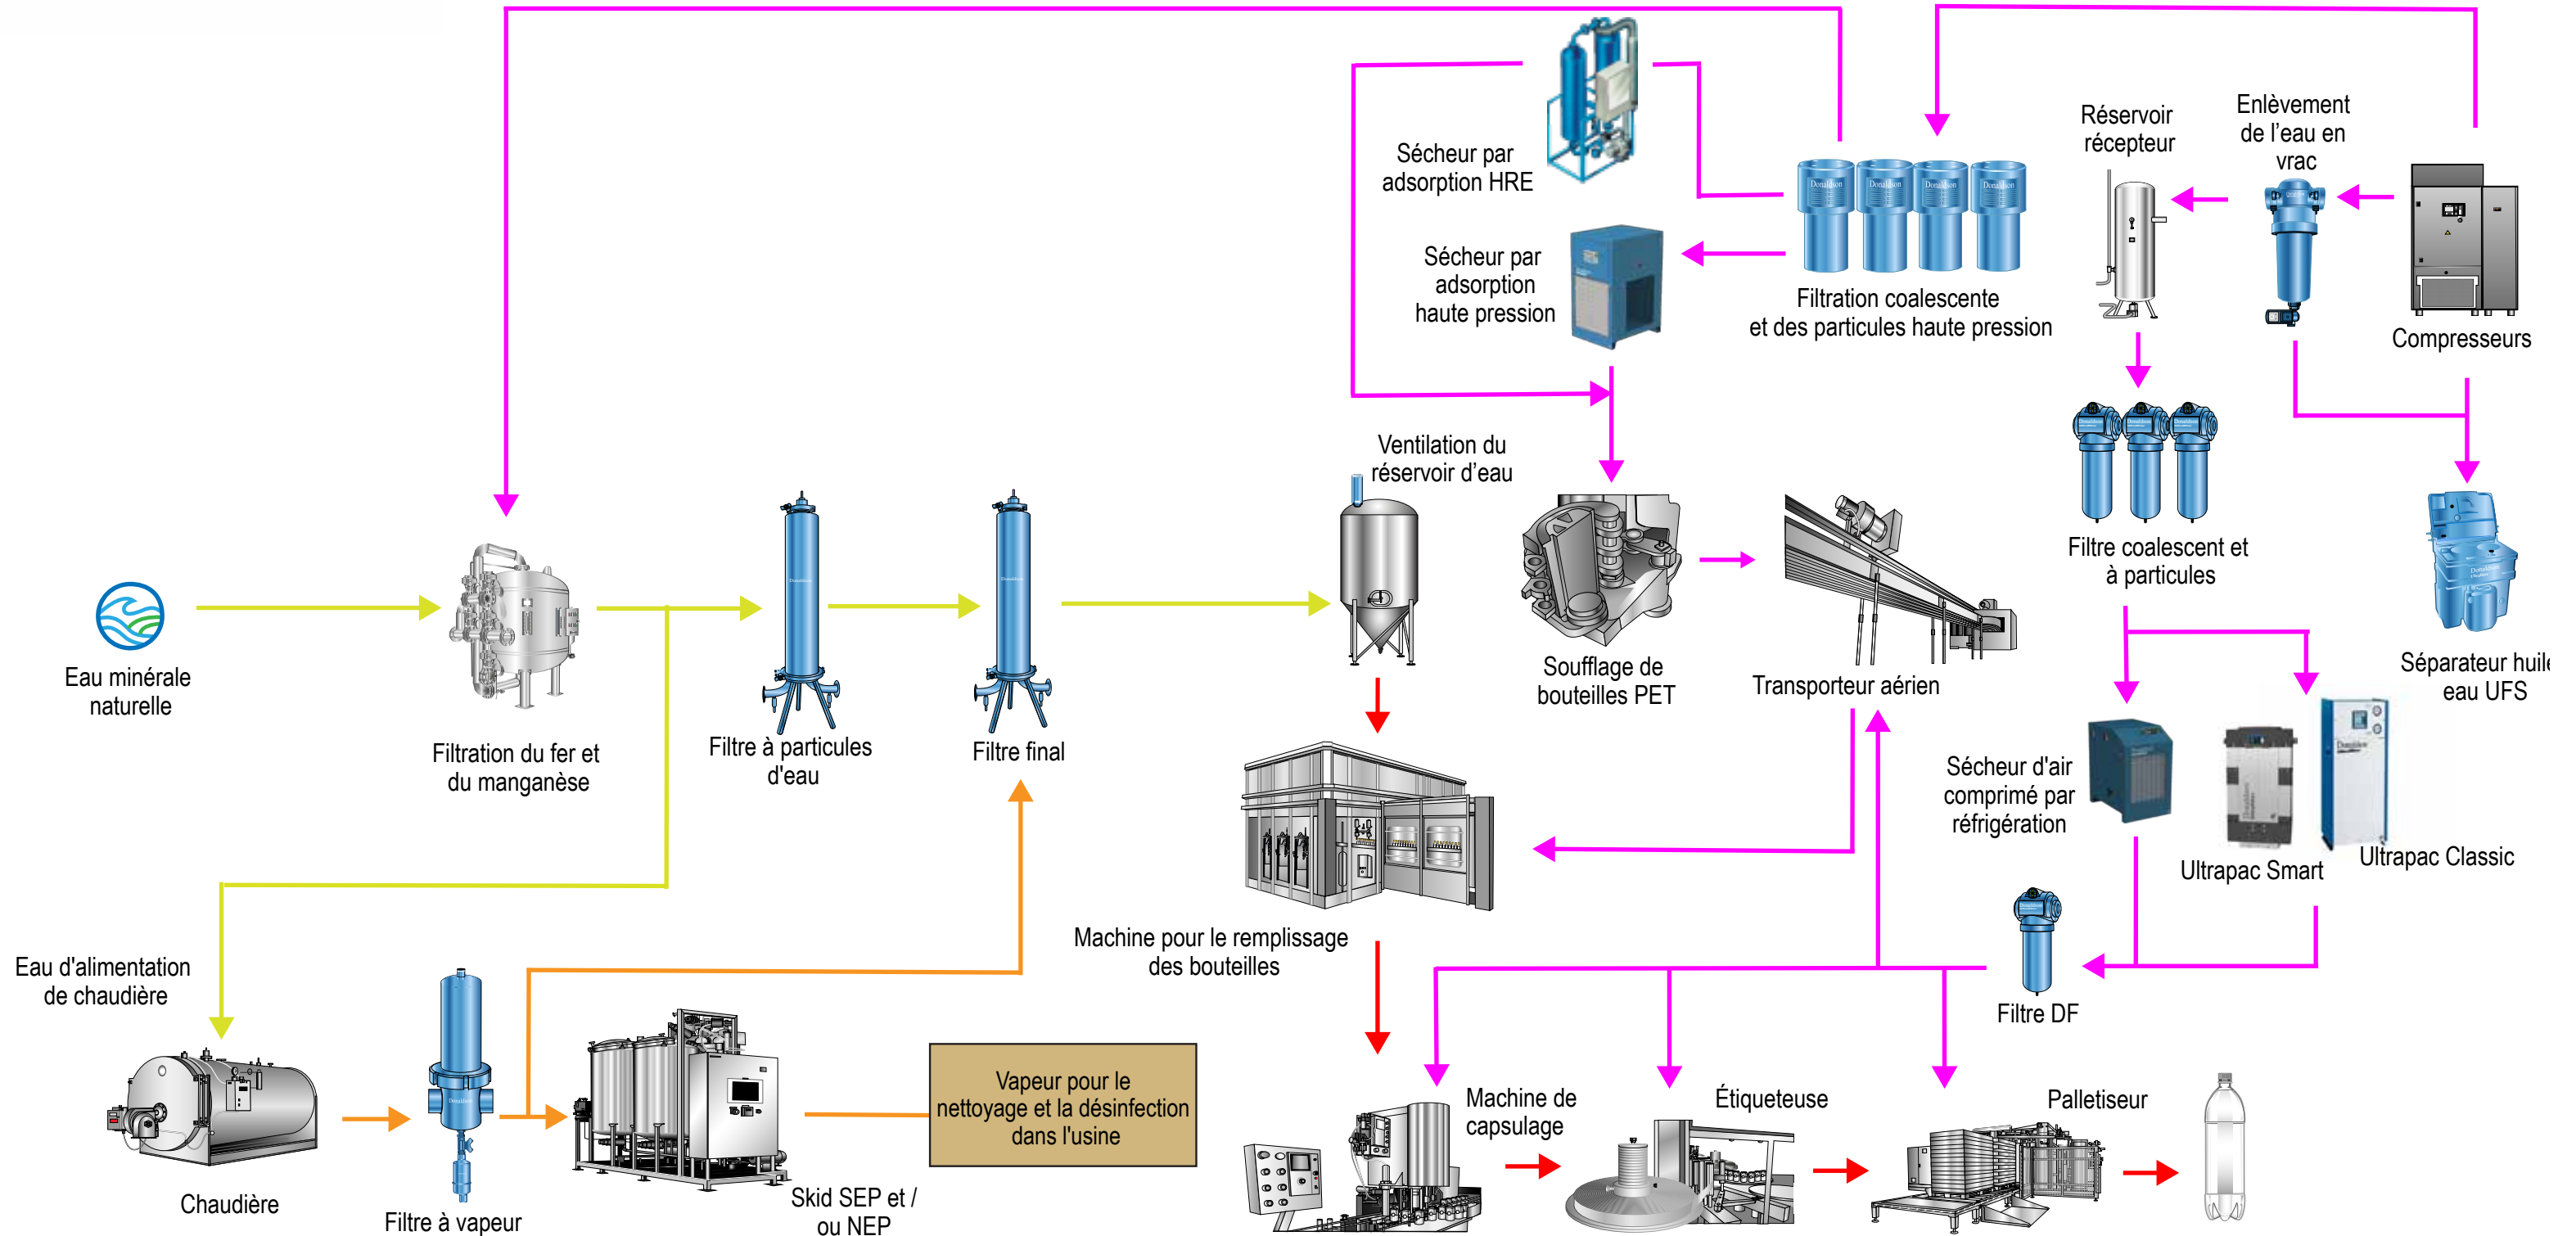 Sécheur par
adsorption HRE
Réservoir
récepteur
Enlèvement
de l'eau en
vrac
Donaldson
Donaldson
Donaldson
Donaldson
Sécheur par
adsorption
haute pression
Filtration coalescente
et des particules haute pression
Compresseurs
Ventilation du
réservoir d'eau
Filtre coalescent et
à particules
Eau minérale
naturelle
Filtration du fer et
du manganèse
Filtre à particules
d'eau
Filtre final
Soufflage de
bouteilles PET
Transporteur aérien
Séparateur huile
eau UFS
Sécheur d'air
comprimé par
réfrigération
Ultrapac Smart
Ultrapac Classic
Machine pour le remplissage
des bouteilles
Filtre DF
Eau d'alimentation
de chaudière
Chaudière
Filtre à vapeur
Skid SEP et /
ou NEP
Vapeur pour le
nettoyage et la désinfection
dans l'usine
Machine de
capsulage
Étiqueteuse
Palletiseur